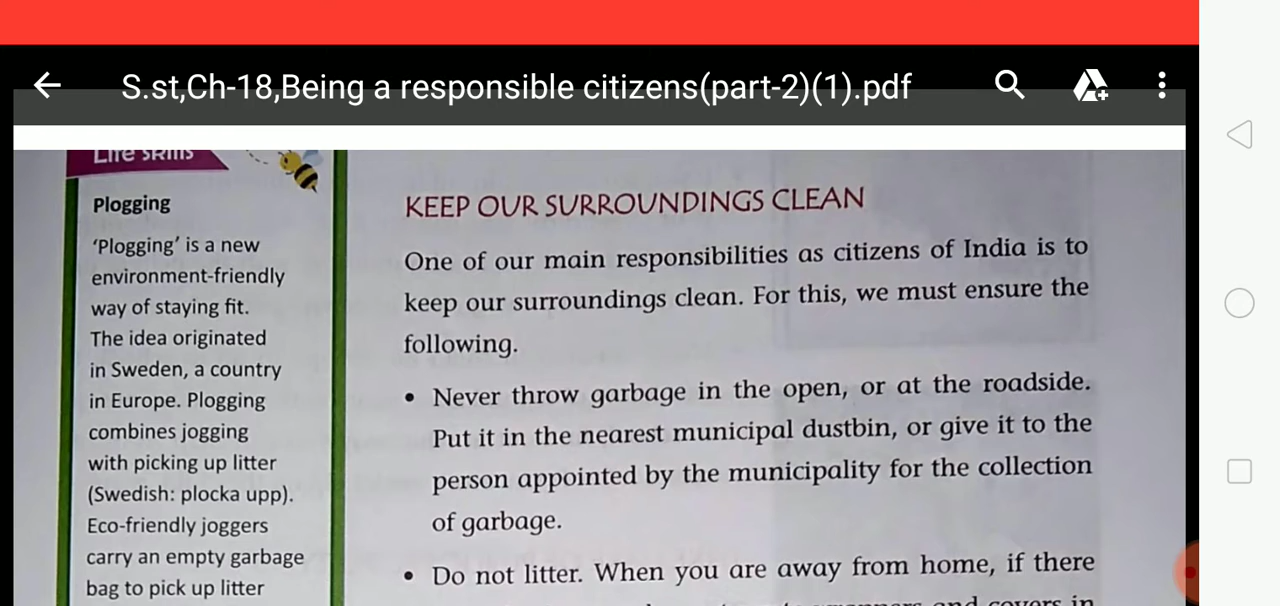 S.st,Ch-18,Being a responsible citizens(part-2)(1).pdf
Life Skills
Plogging
‘Plogging’ is a new
environment-friendly
way of staying fit.
The idea originated
in Sweden, a country
in Europe. Plogging
combines jogging
with picking up litter
(Swedish: plocka upp).
Eco-friendly joggers
carry an empty garbage
bag to pick up litter
KEEP OUR SURROUNDINGS CLEAN
One of our main responsibilities as citizens of India is to
keep our surroundings clean. For this, we must ensure the
following.
• Never throw garbage in the open, or at the roadside.
Put it in the nearest municipal dustbin, or give it to the
person appointed by the municipality for the collection
of garbage.
• Do not litter. When you are away from home, if there
and covers in